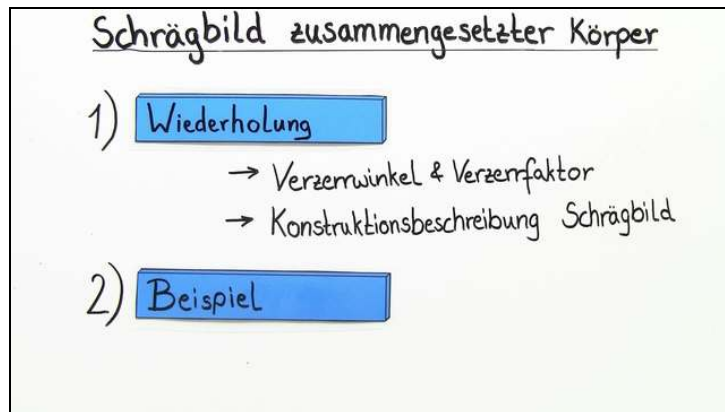 Schrägbild zusammengesetzter Körper
1) Wiederholung
→ Verzerrwinkel & Verzerrfaktor
→ Konstruktionsbeschreibung Schrägbild
2) Beispiel